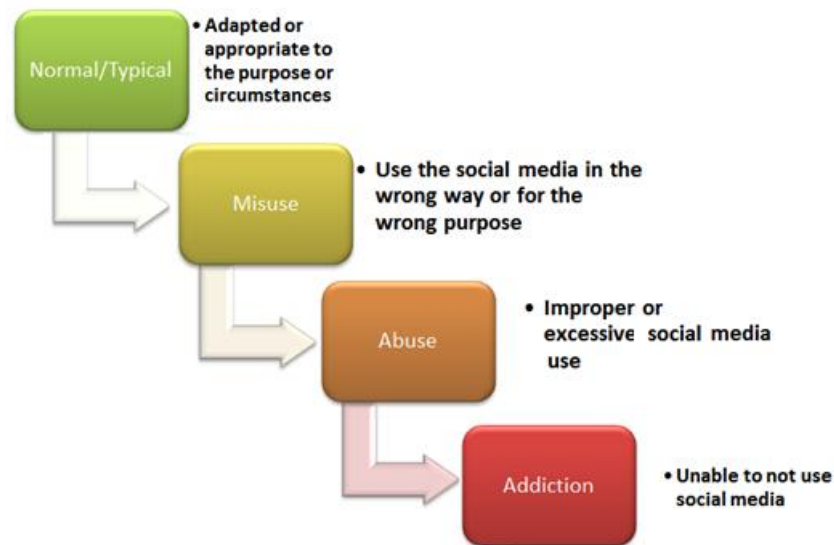 Normal/Typical
• Adapted or
appropriate to
the purpose or
circumstances
Misuse
• Use the social media in the
wrong way or for the
wrong purpose
Abuse
• Improper or
excessive social media
use
Addiction
• Unable to not use
social media